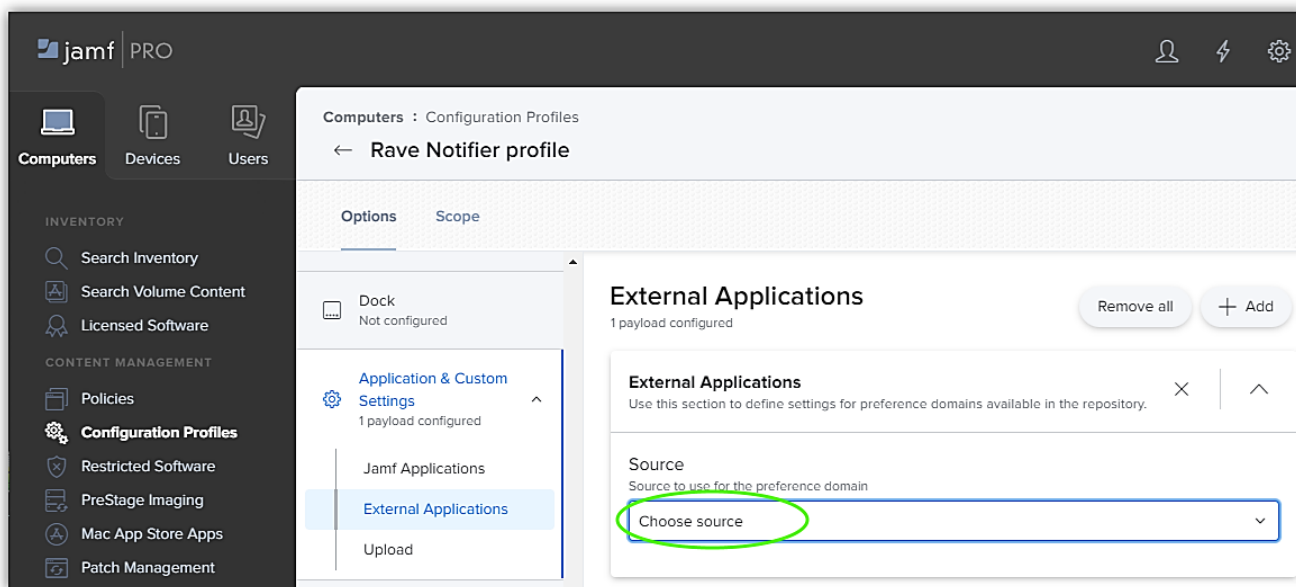 jamf PRO
Computers
Devices
Users
INVENTORY
Search Inventory
Search Volume Content
Licensed Software
CONTENT MANAGEMENT
Policies
Configuration Profiles
Restricted Software
PreStage Imaging
Mac App Store Apps
Patch Management
Computers : Configuration Profiles
← Rave Notifier profile
Options
Scope
Dock
Not configured
Application & Custom
Settings
1 payload configured
Jamf Applications
External Applications
Upload
External Applications
1 payload configured
Remove all
+ Add
External Applications
Use this section to define settings for preference domains available in the repository.
Source
Source to use for the preference domain
Choose source